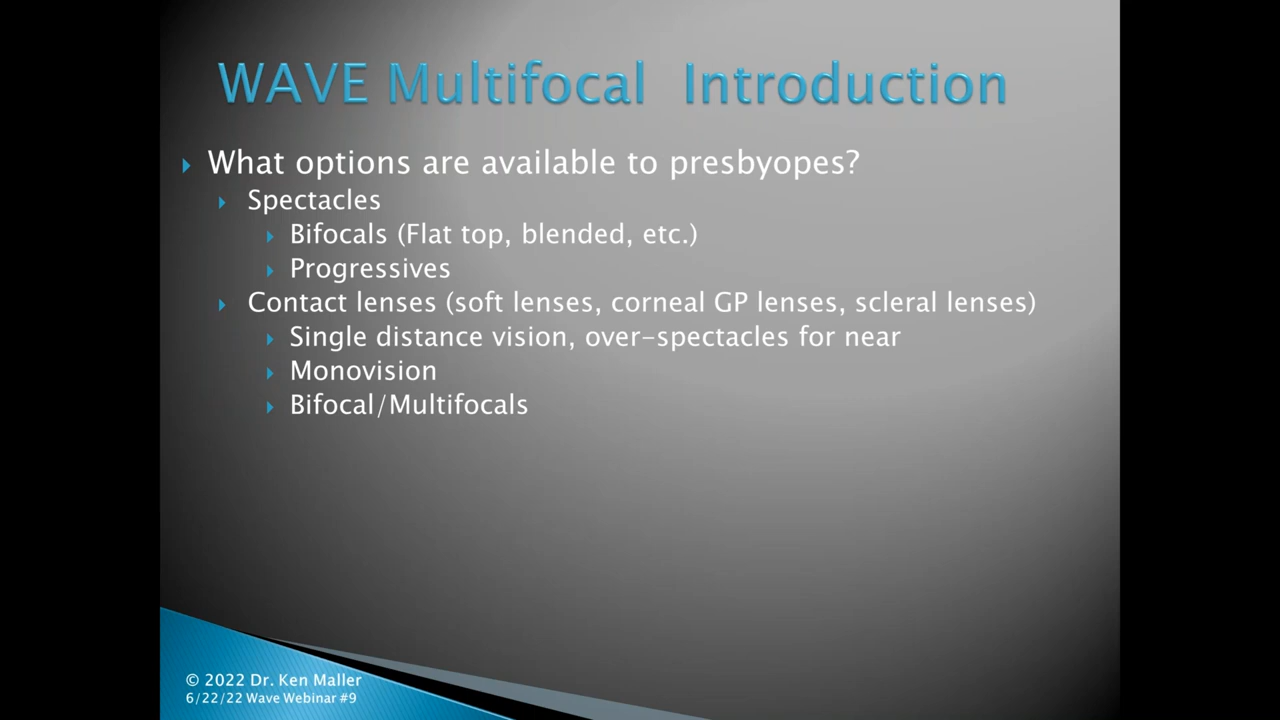 WAVE Multifocal Introduction
What options are available to presbyopes?
Spectacles
Bifocals (Flat top, blended, etc.)
Progressives
Contact lenses (soft lenses, corneal GP lenses, scleral lenses)
Single distance vision, over-spectacles for near
Monovision
Bifocal/Multifocals
© 2022 Dr. Ken Maller
6/22/22 Wave Webinar #9